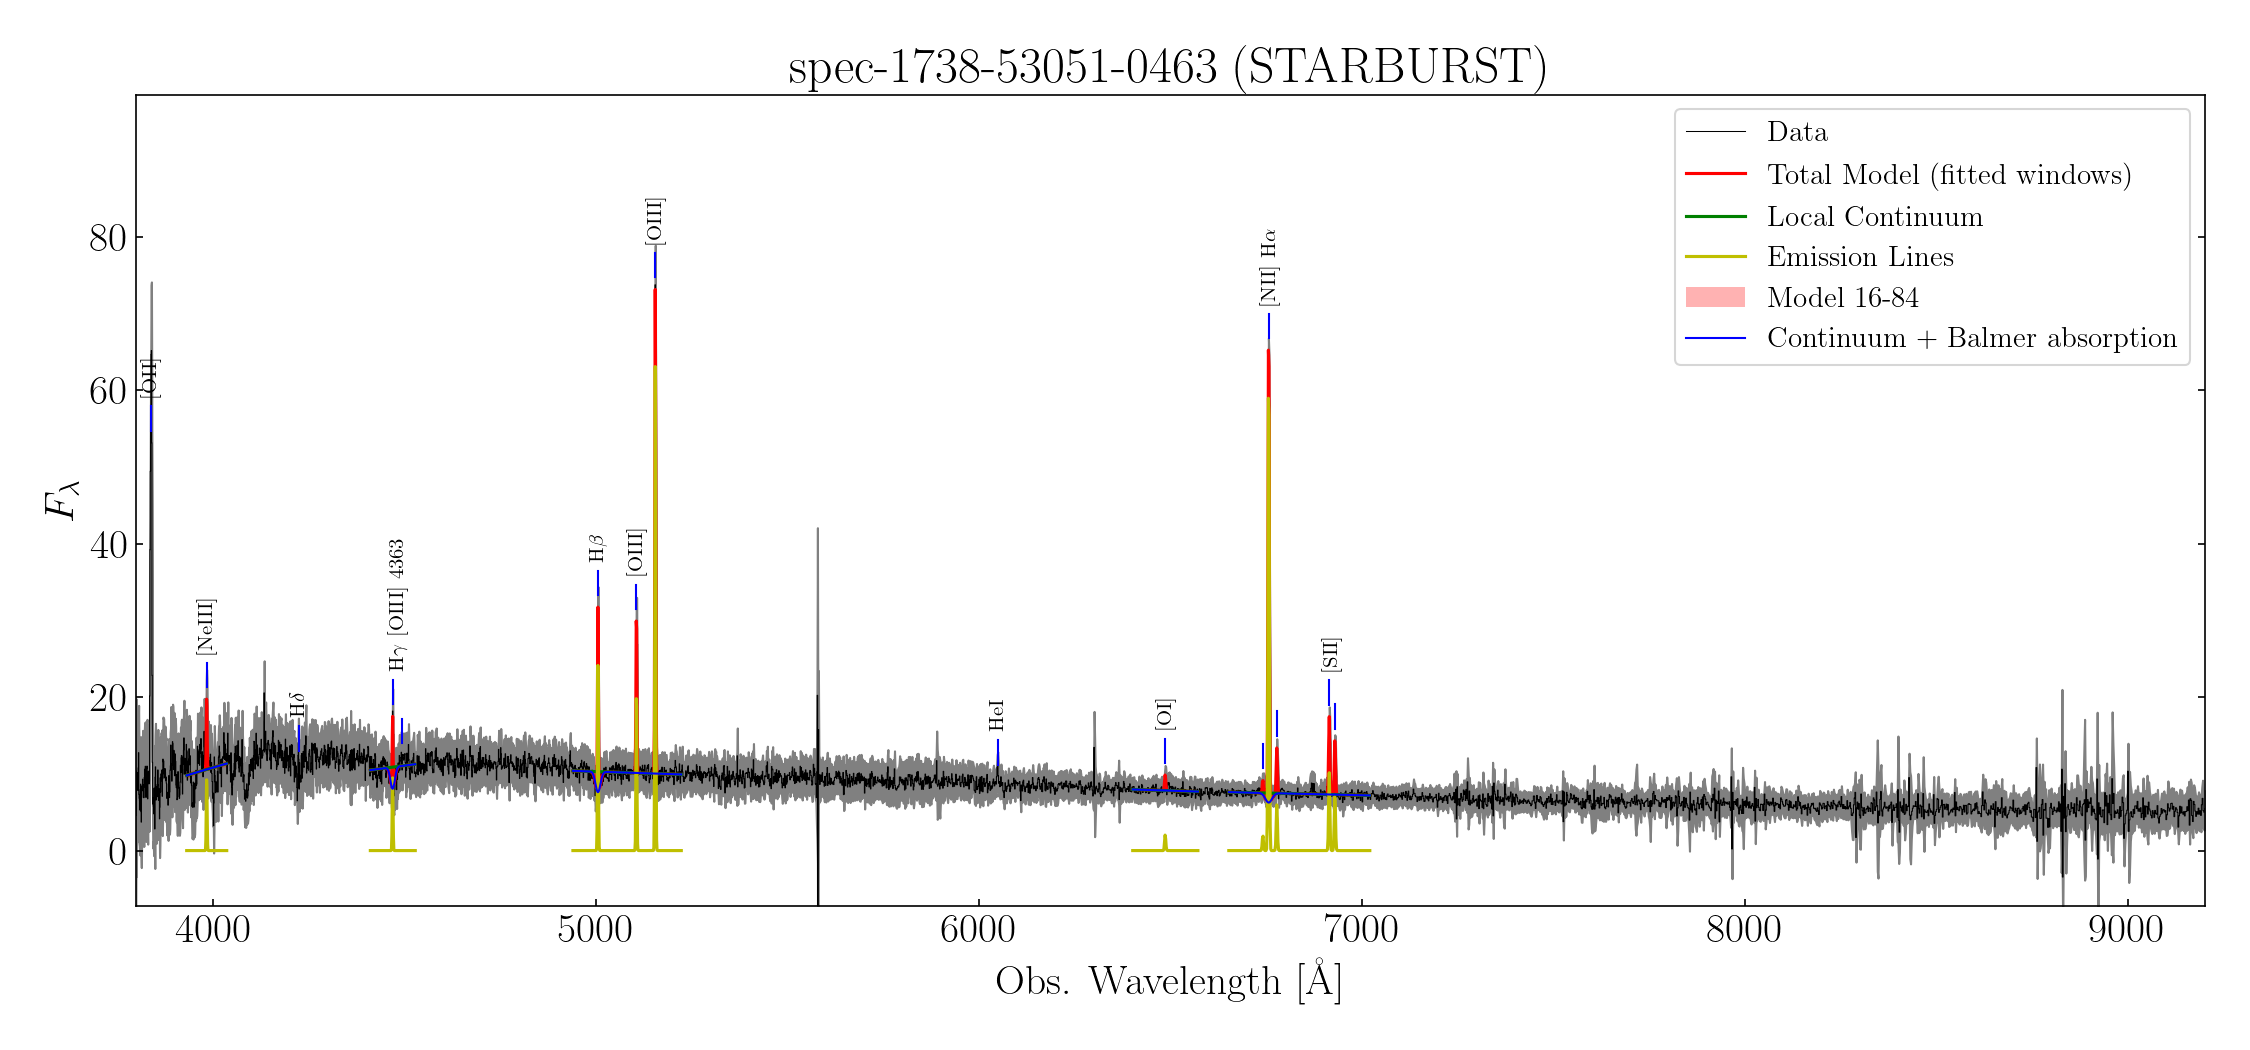 spec-1738-53051-0463 (STARBURST)
Data
Total Model (fitted windows)
Local Continuum
Emission Lines
Model 16-84
Continuum + Balmer absorption
[OII]
[NeIII]
Hδ
Hγ [OIII] 4363
Hβ
[OIII]
[OIII]
HeI
[OI]
[NII] Hα
[SII]
80
60
40
20
0
Fλ
4000 5000 6000 7000 8000 9000
Obs. Wavelength [Å]